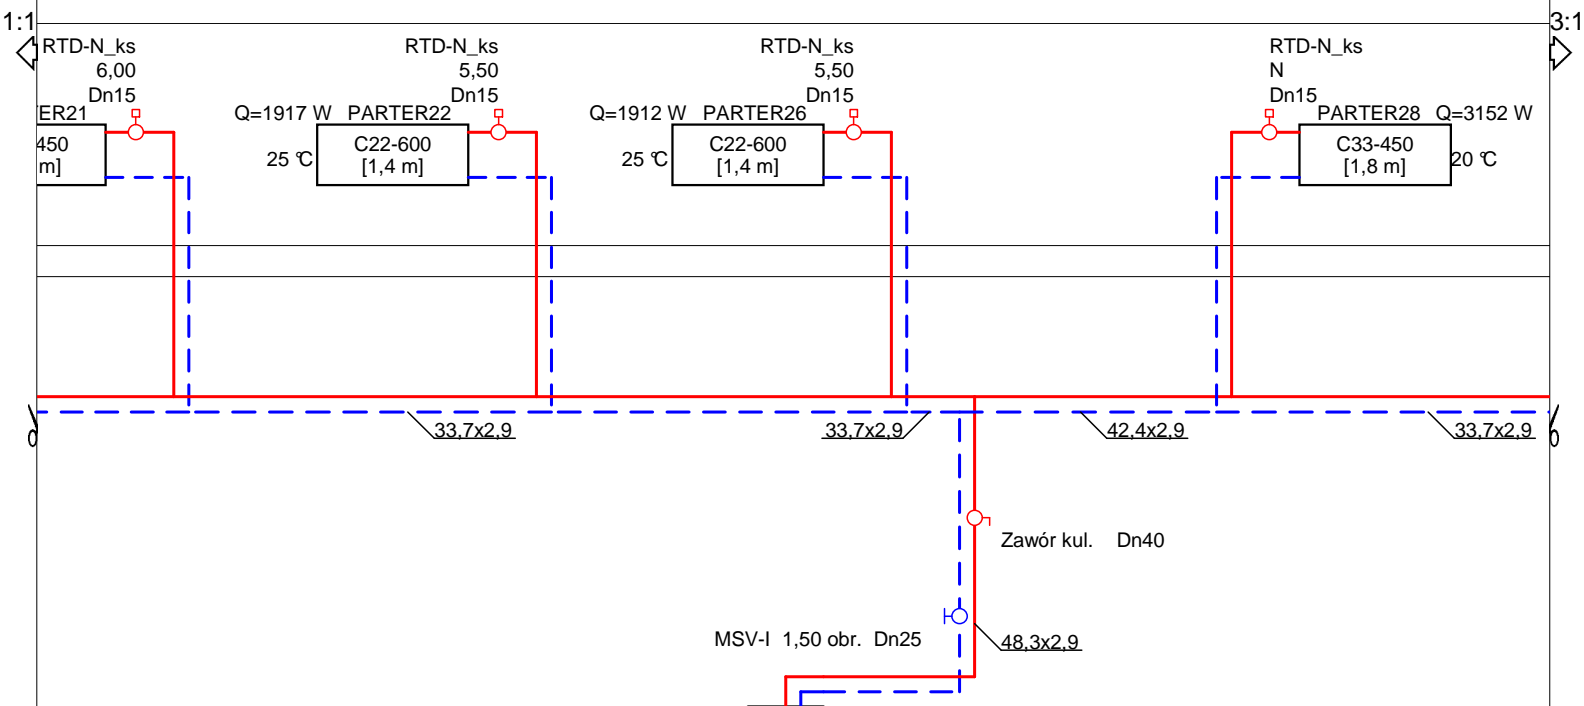 1:1
3:1
RTD-N_ks
6,00
Dn15
RTD-N_ks
5,50
Dn15
RTD-N_ks
5,50
Dn15
RTD-N_ks
N
Dn15
ER21
Q=1917 W PARTER22
Q=1912 W PARTER26
PARTER28 Q=3152 W
450
m]
25 °C
C22-600
[1,4 m]
25 °C
C22-600
[1,4 m]
C33-450
[1,8 m]
20 °C
33,7x2,9
33,7x2,9
42,4x2,9
33,7x2,9
Zawór kul. Dn40
MSV-I 1,50 obr. Dn25
48,3x2,9